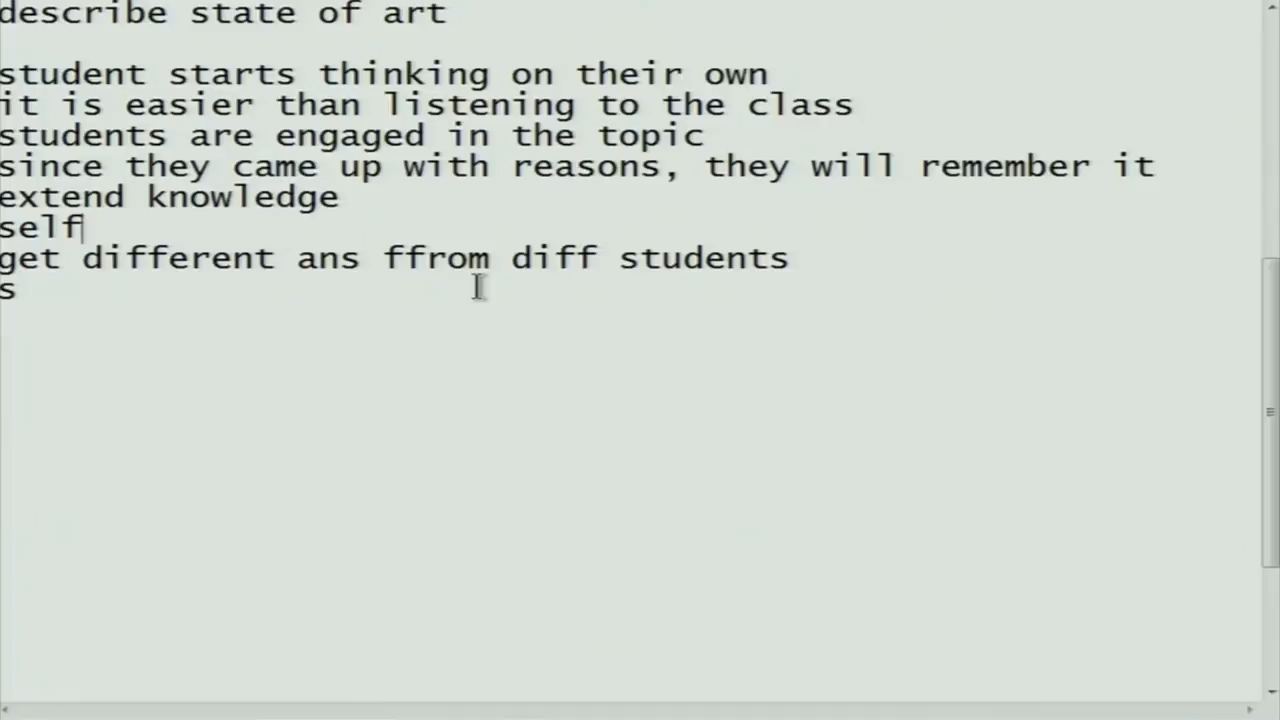 describe state of art
student starts thinking on their own
it is easier than listening to the class
students are engaged in the topic
since they came up with reasons, they will remember it
extend knowledge
self
get different ans ffrom diff students
s